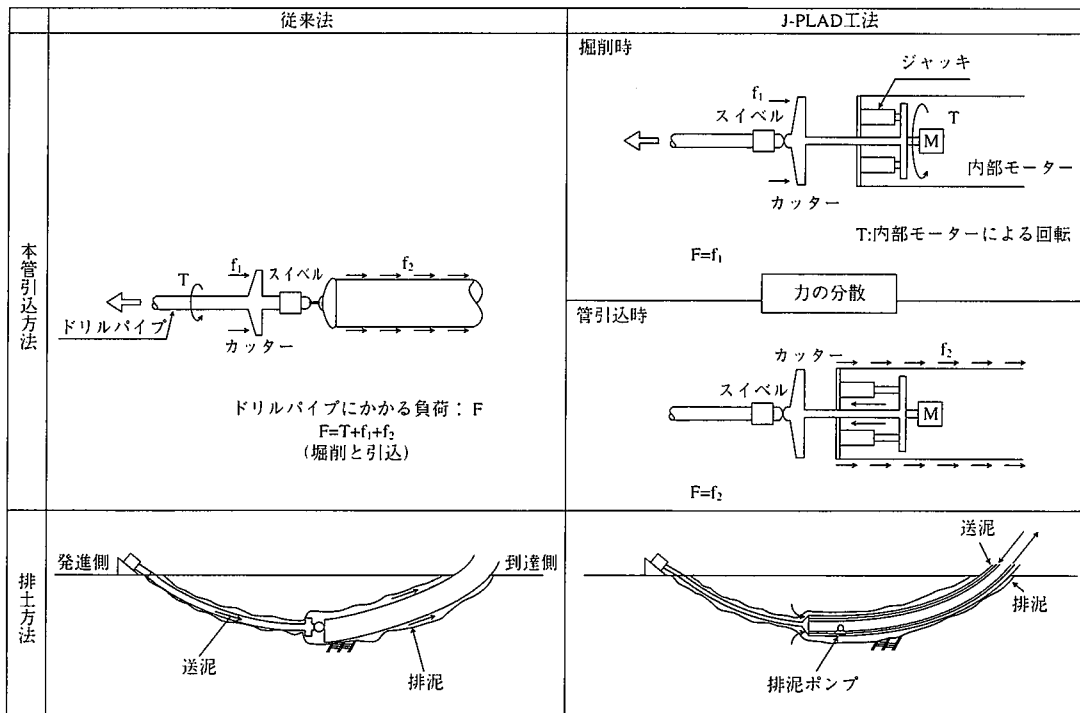 従来法
J-PLAD工法
本管引込方法
T
f₁
スイベル
f₂
ドリルパイプ
カッター
ドリルパイプにかかる負荷：F
F=T+f₁+f₂
(堀削と引込)
堀削時
ジャッキ
f₁
スイベル
T
M
内部モーター
カッター
T:内部モーターによる回転
F=f₁
力の分散
管引込時
カッター
f₂
スイベル
M
F=f₂
排土方法
発進側
到達側
送泥
排泥
送泥
排泥
排泥ポンプ